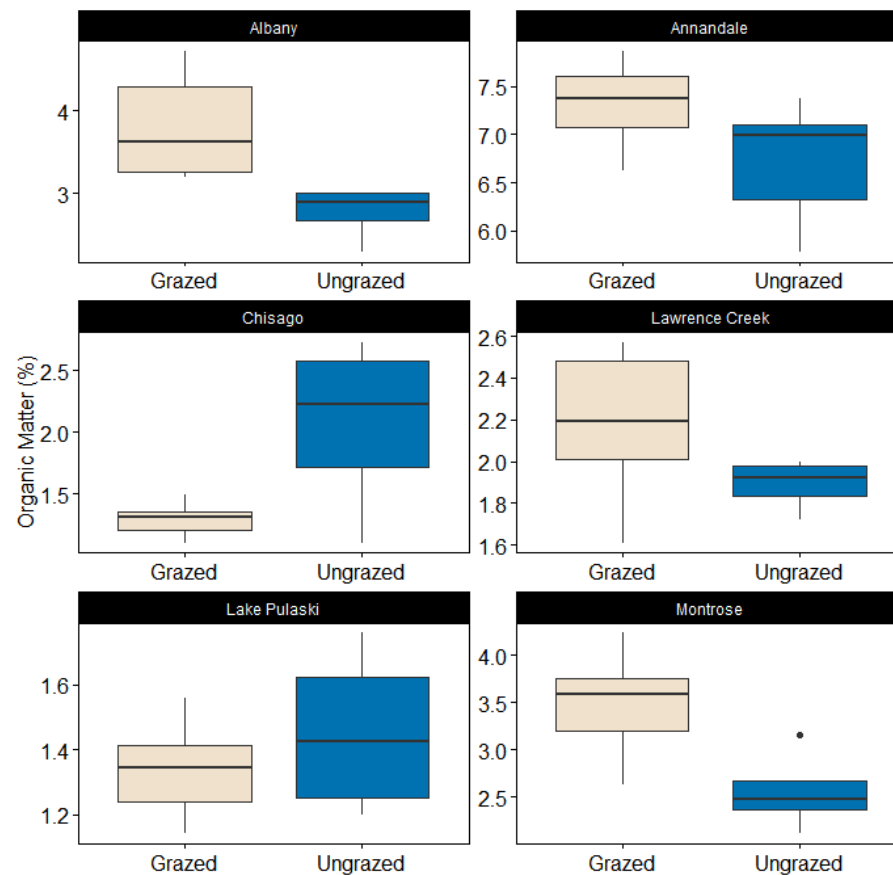 Albany
4
3
Grazed Ungrazed
Annandale
7.5
7.0
6.5
6.0
Grazed Ungrazed
Organic Matter (%)
Chisago
2.5
2.0
1.5
Grazed Ungrazed
Lawrence Creek
2.6
2.4
2.2
2.0
1.8
1.6
Grazed Ungrazed
Lake Pulaski
1.6
1.4
1.2
Grazed Ungrazed
Montrose
4.0
3.5
3.0
2.5
Grazed Ungrazed